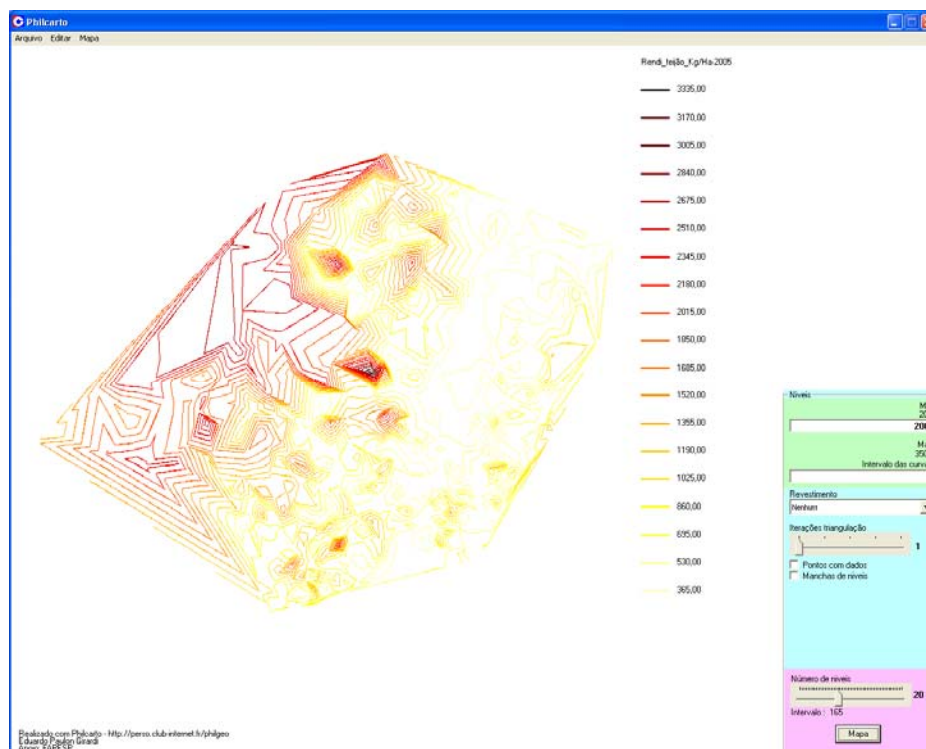 Philcarto
Arquivo Editar Mapa
Rendi_feijão_Kg/Ha-2005
3335,00
3170,00
3005,00
2840,00
2675,00
2510,00
2345,00
2180,00
2015,00
1850,00
1685,00
1520,00
1355,00
1190,00
1025,00
860,00
695,00
530,00
365,00
Níveis
Intervalo das curv
Revestimento
Nenhum
Iterações triangulação
1
Pontos com dados
Manchas de níveis
Número de níveis
20
Intervalo : 165
Mapa
Realizado com Philcarto - http://perso.club-internet.fr/philgeo
Eduardo Paulon Girardi